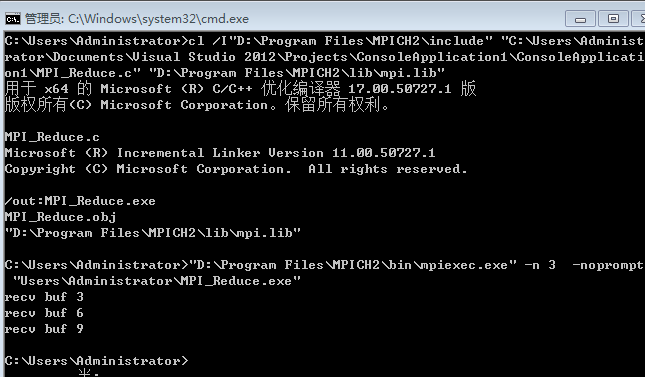 管理员: C:\Windows\system32\cmd.exe
C:\Users\Administrator>cl /I"D:\Program Files\MPICH2\include" "C:\Users\Administ
rator\Documents\Visual Studio 2012\Projects\ConsoleApplication1\ConsoleApplicati
on1\MPI_Reduce.c" "D:\Program Files\MPICH2\lib\mpi.lib"
用于 x64 的 Microsoft (R) C/C++ 优化编译器 17.00.50727.1 版
版权所有(C) Microsoft Corporation。保留所有权利。
MPI_Reduce.c
Microsoft (R) Incremental Linker Version 11.00.50727.1
Copyright (C) Microsoft Corporation.  All rights reserved.
/out:MPI_Reduce.exe
MPI_Reduce.obj
"D:\Program Files\MPICH2\lib\mpi.lib"
C:\Users\Administrator>"D:\Program Files\MPICH2\bin\mpiexec.exe" -n 3  -noprompt
"Users\Administrator\MPI_Reduce.exe"
recv buf 3
recv buf 6
recv buf 9
C:\Users\Administrator>